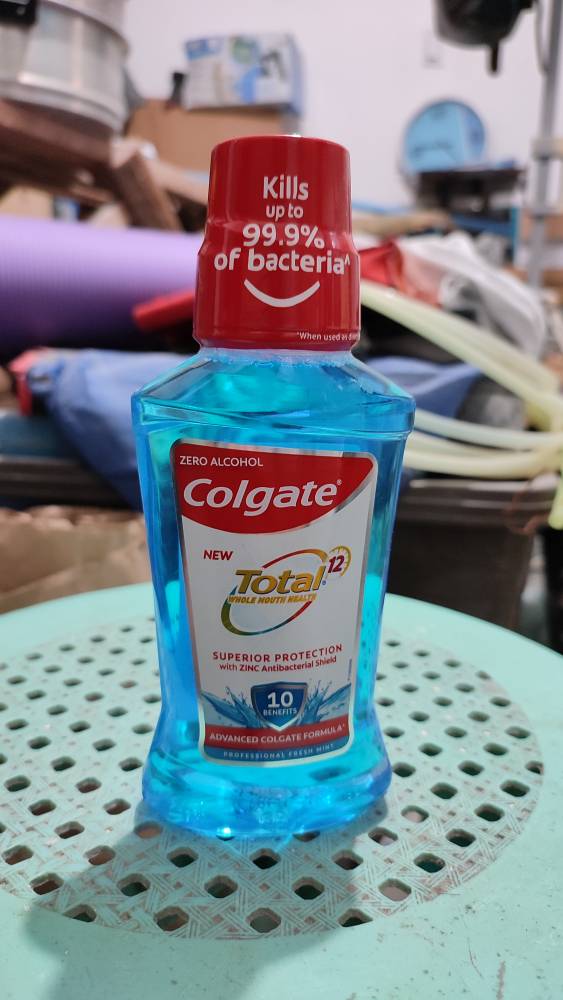 Kills
up to
99.9%
of bacteria^
ZERO ALCOHOL
Colgate®
NEW
Total 12
WHOLE MOUTH HEALTH
SUPERIOR PROTECTION
with ZINC Antibacterial Shield
10
BENEFITS
ADVANCED COLGATE FORMULA*
PROFESSIONAL FRESH MINT